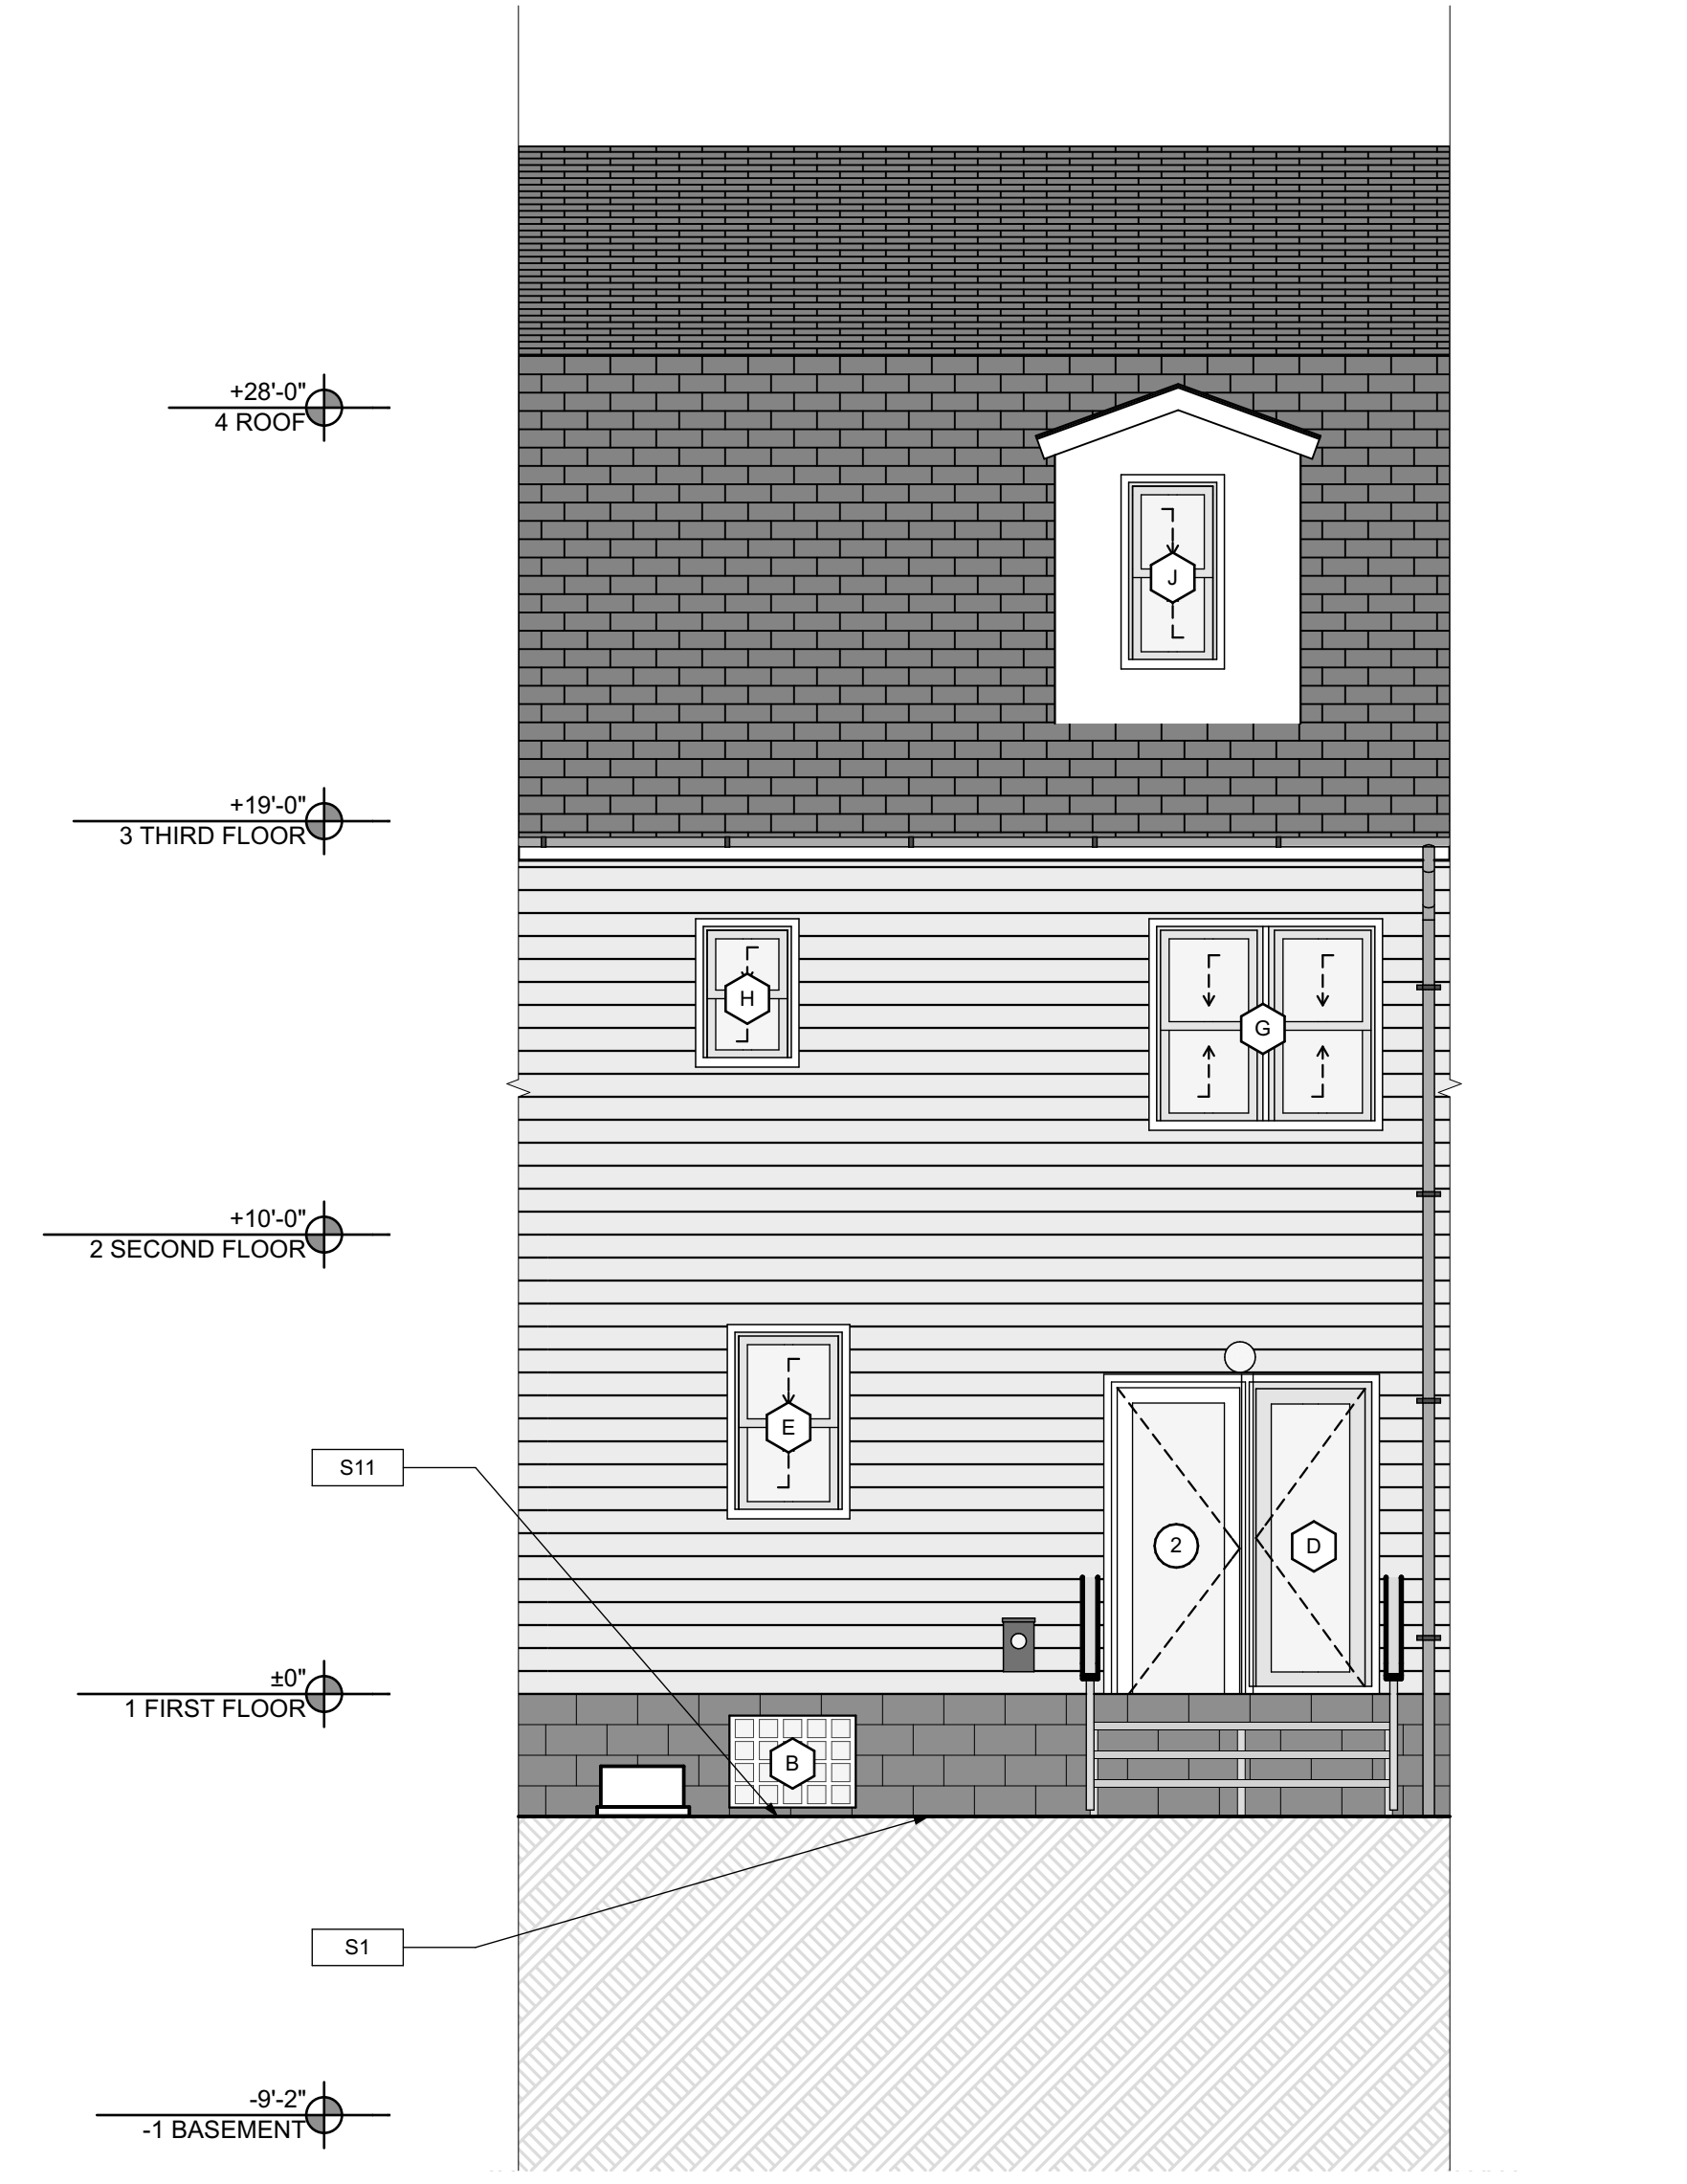 +28'-0"
4 ROOF
J
+19'-0"
3 THIRD FLOOR
H
G
+10'-0"
2 SECOND FLOOR
E
S11
2
D
±0"
1 FIRST FLOOR
B
S1
-9'-2"
-1 BASEMENT